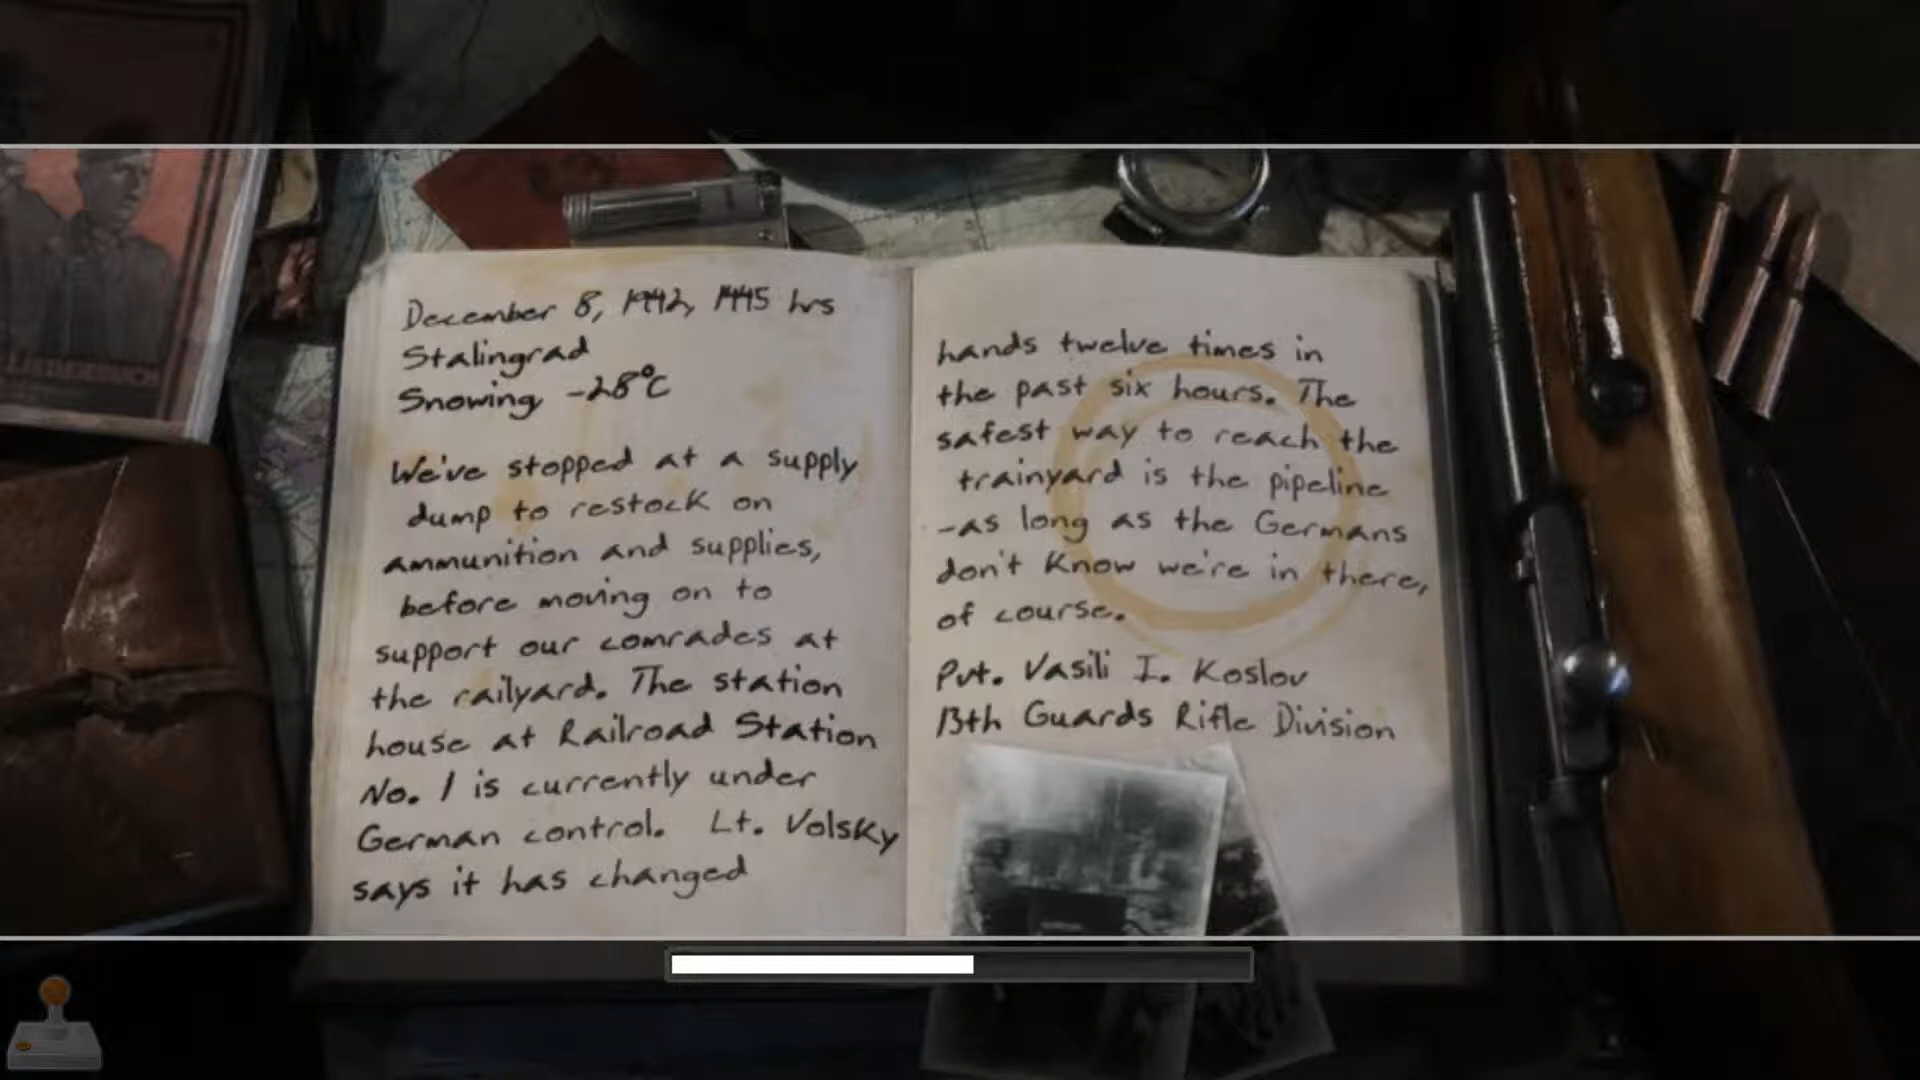 December 8, 1942, 1445 hrs
Stalingrad
Snowing -28°C
We've stopped at a supply
dump to restock on
ammunition and supplies,
before moving on to
support our comrades at
the railyard. The station
house at Railroad Station
No. 1 is currently under
German control. Lt. Volsky
says it has changed
hands twelve times in
the past six hours. The
safest way to reach the
trainyard is the pipeline
-as long as the Germans
don't know we're in there,
of course.
Pvt. Vasili I. Koslov
13th Guards Rifle Division